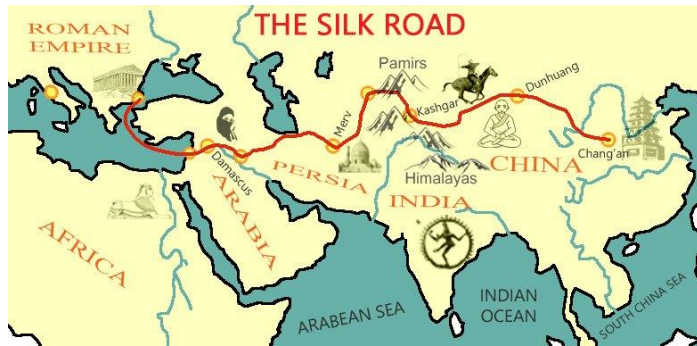 THE SILK ROAD
ROMAN
EMPIRE
Pamirs
Dunhuang
Kashgar
Merv
Chang'an
Damascus
PERSIA
CHINA
Himalayas
INDIA
ARABIA
AFRICA
ARABEAN SEA
INDIAN
OCEAN
SOUTH CHINA SEA